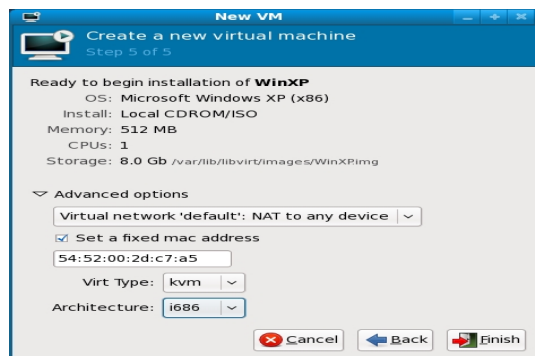 New VM
Create a new virtual machine
Step 5 of 5
Ready to begin installation of WinXP
OS: Microsoft Windows XP (x86)
Install: Local CDROM/ISO
Memory: 512 MB
CPUs: 1
Storage: 8.0 Gb /var/lib/libvirt/images/WinXP.img
Advanced options
Virtual network 'default': NAT to any device
Set a fixed mac address
54:52:00:2d:c7:a5
Virt Type: kvm
Architecture: i686
Cancel Back Finish